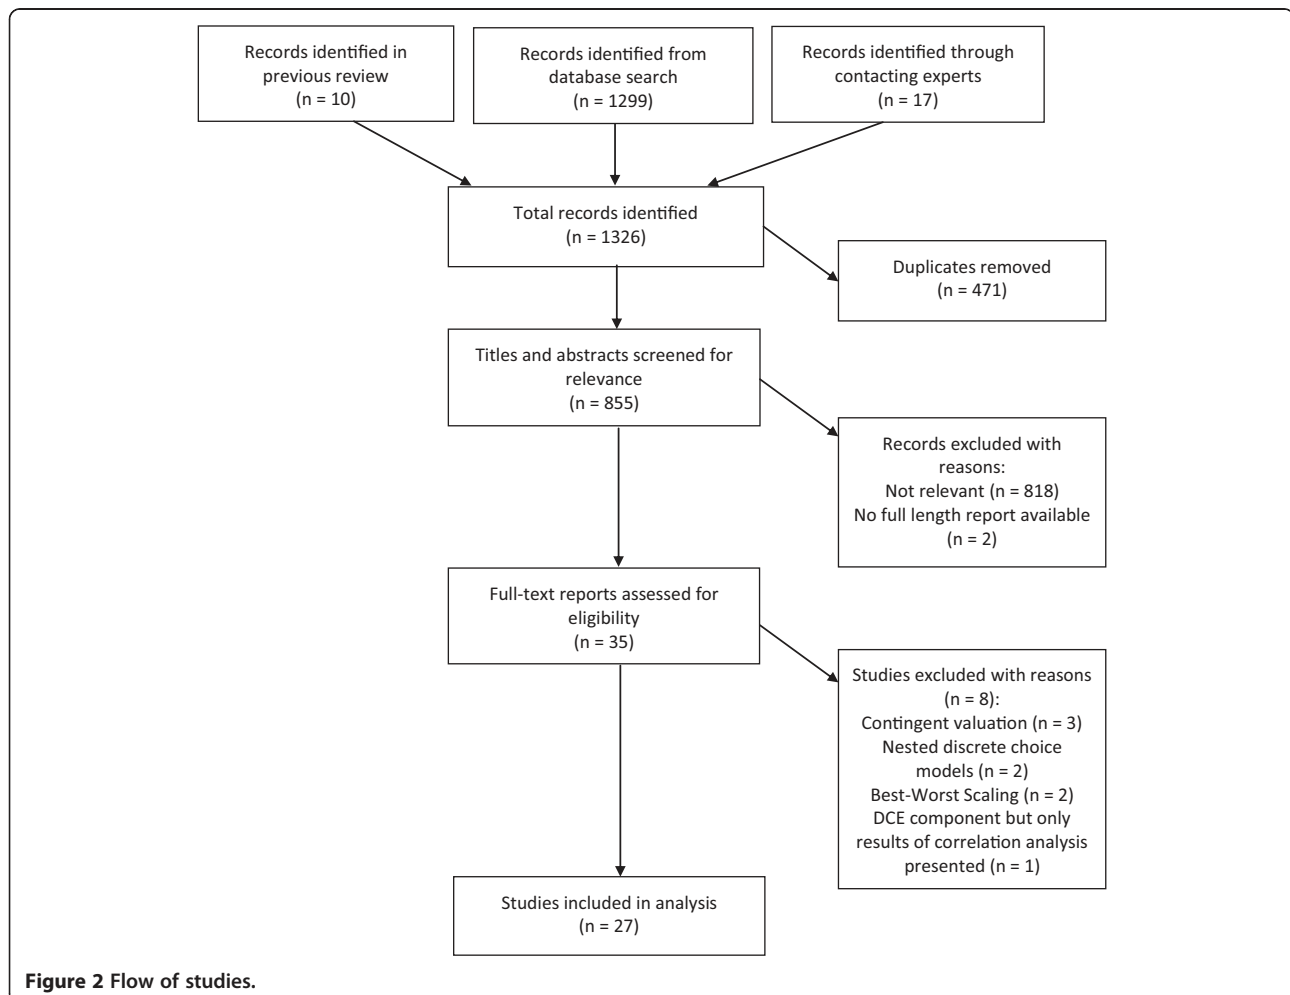 Records identified in
previous review
(n = 10)
Records identified from
database search
(n = 1299)
Records identified through
contacting experts
(n = 17)
Total records identified
(n = 1326)
Duplicates removed
(n = 471)
Titles and abstracts screened for
relevance
(n = 855)
Records excluded with
reasons:
Not relevant (n = 818)
No full length report available
(n = 2)
Full-text reports assessed for
eligibility
(n = 35)
Studies excluded with reasons
(n = 8):
Contingent valuation (n = 3)
Nested discrete choice
models (n = 2)
Best-Worst Scaling (n = 2)
DCE component but only
results of correlation analysis
presented (n = 1)
Studies included in analysis
(n = 27)
Figure 2 Flow of studies.